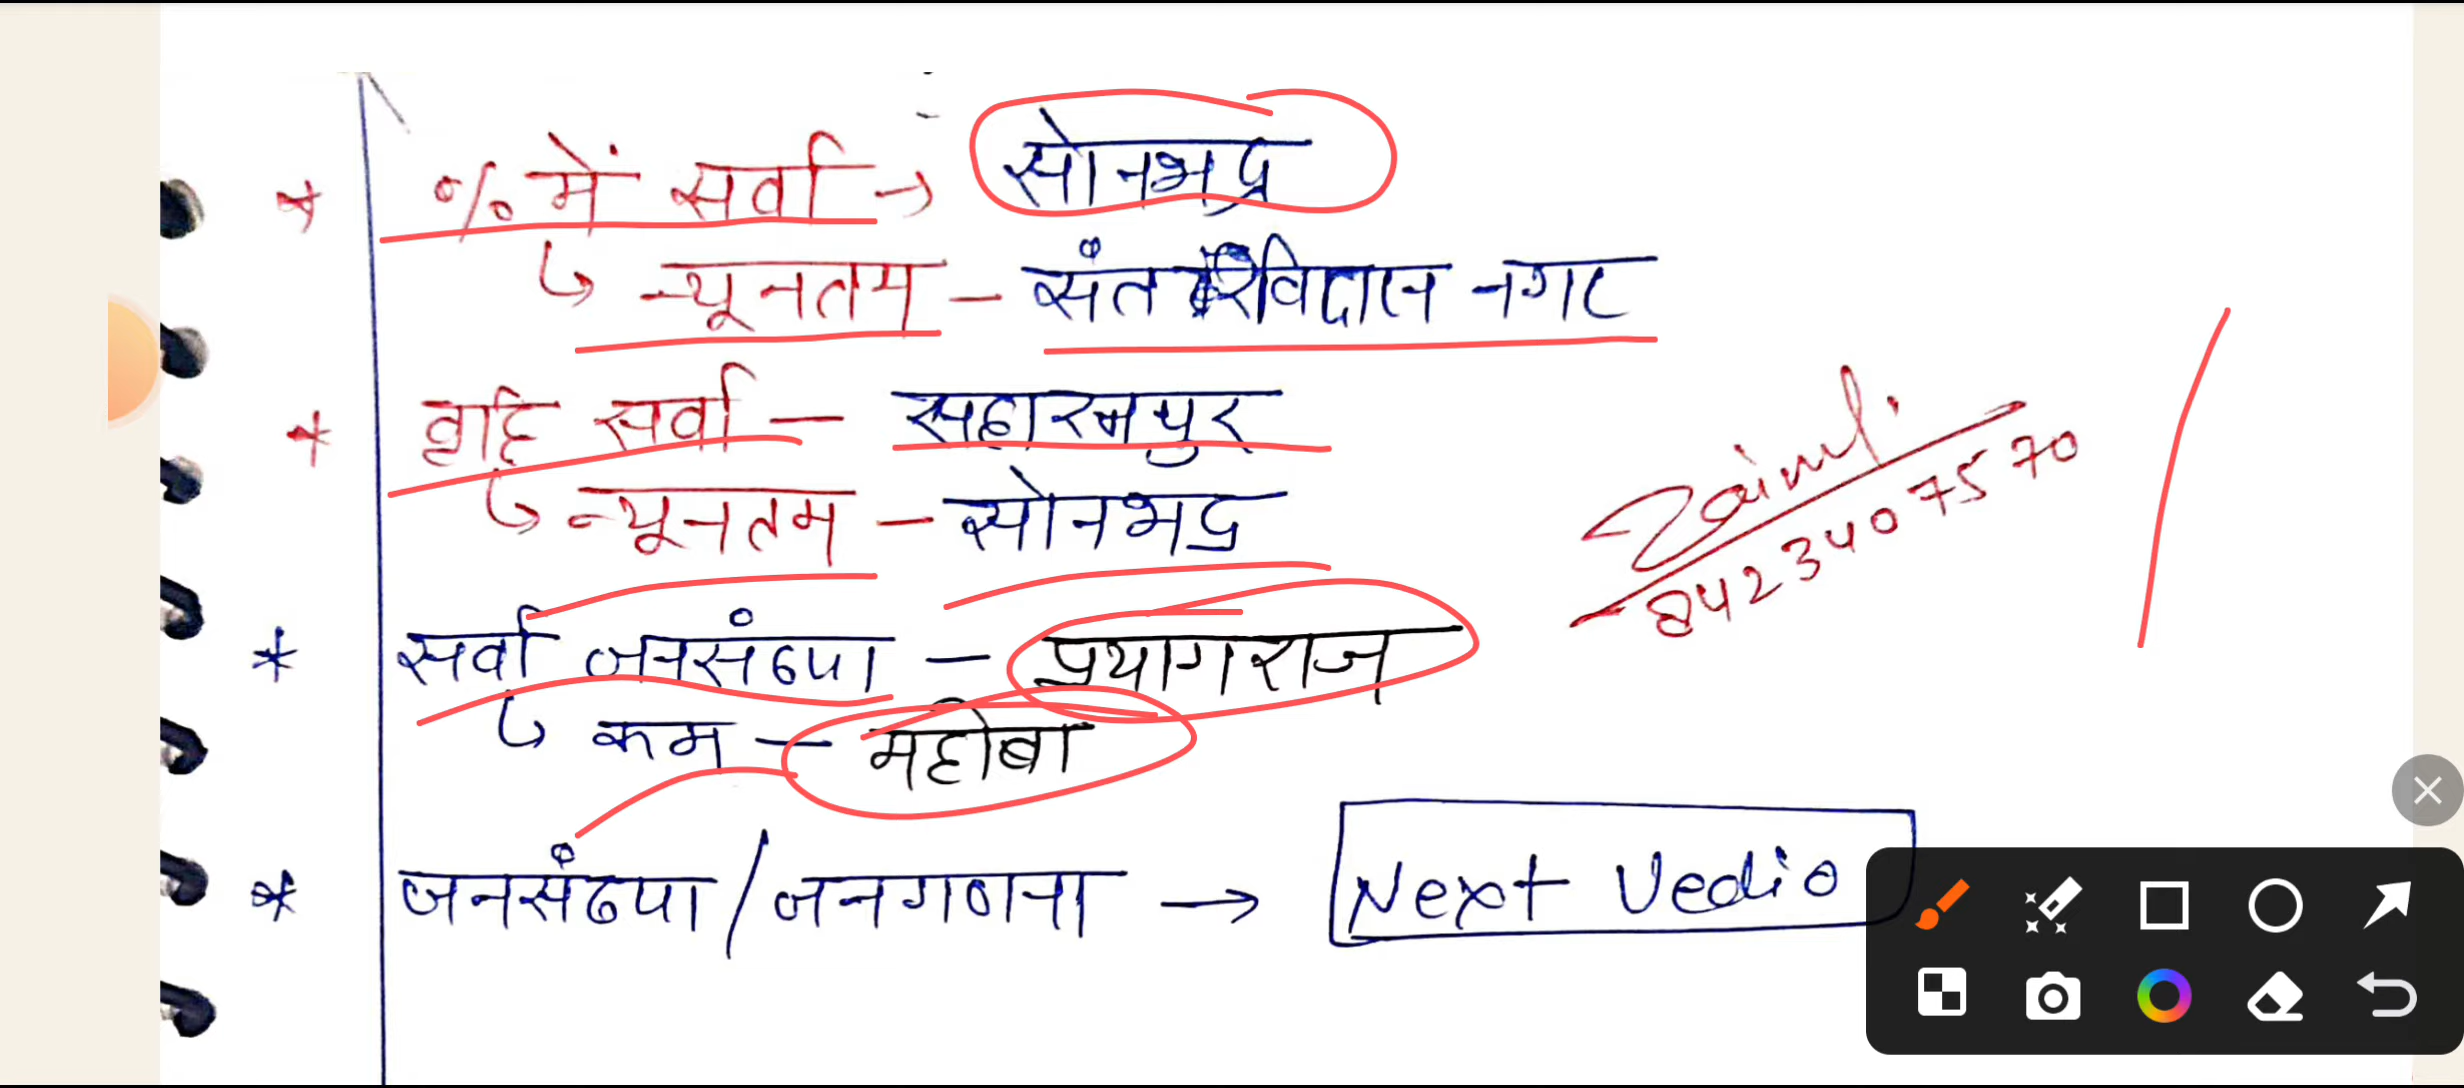 * % में सर्वा → सोनभद्र
↳ न्यूनतम - संत रविदास नगर
* वृद्धि सर्वा - सहारनपुर
↳ न्यूनतम - सोनभद्र
* सर्वा जनसंख्या - प्रयागराज
↳ कम - महोबा
* जनसंख्या / जनगणना → Next Vedio
Zainul.
8423407570